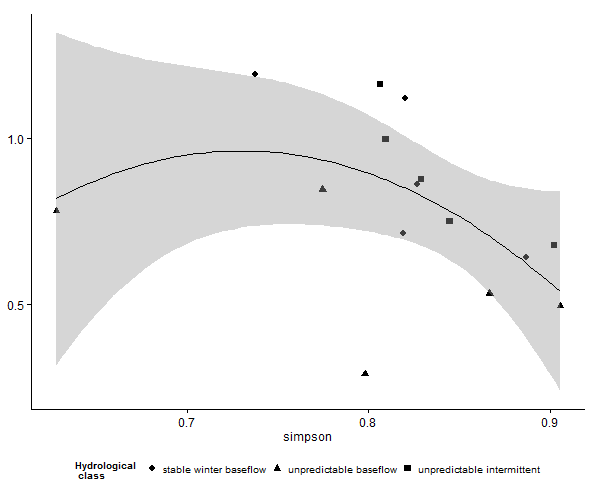 1.0
0.5
0.7 0.8 0.9
simpson
Hydrological
class
stable winter baseflow unpredictable baseflow unpredictable intermittent